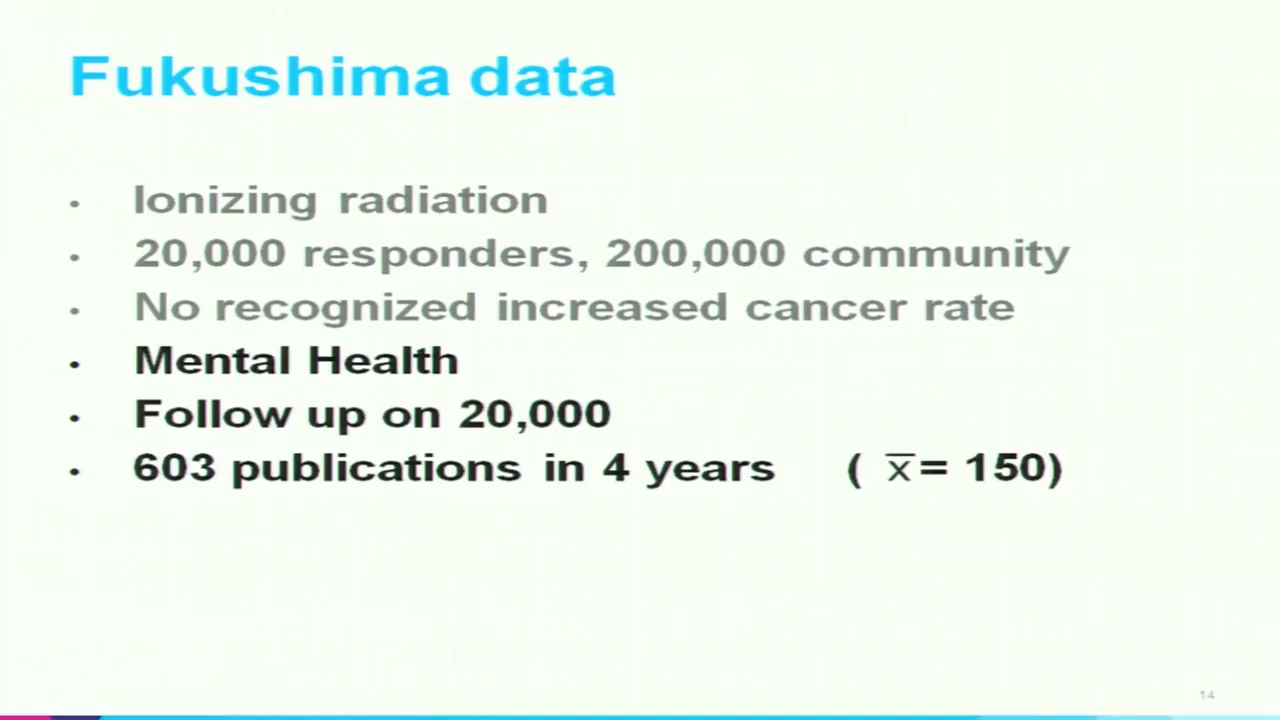 Fukushima data
• Ionizing radiation
• 20,000 responders, 200,000 community
• No recognized increased cancer rate
• Mental Health
• Follow up on 20,000
• 603 publications in 4 years ( x̅ = 150)
14